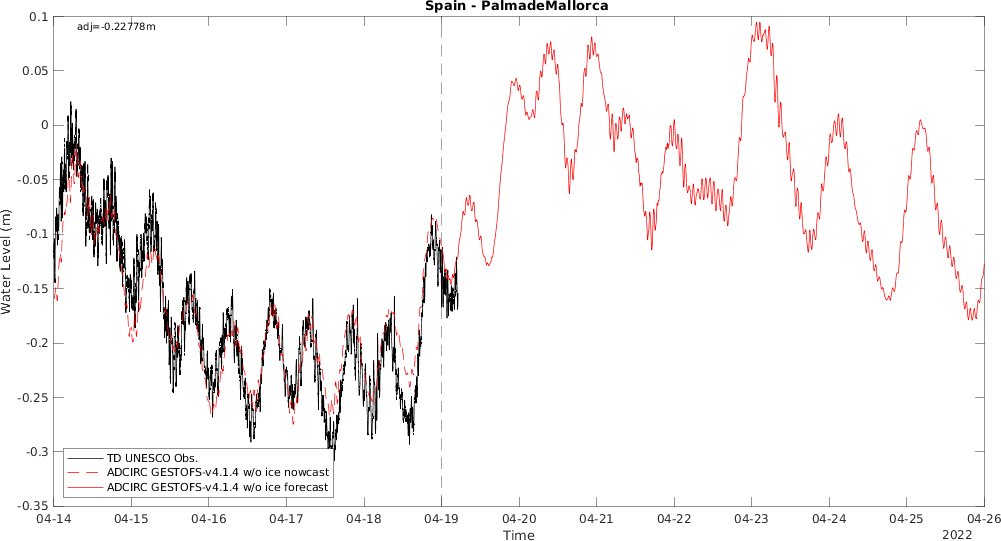 Spain - PalmadeMallorca
adj=-0.22778m
0.1
0.05
0
-0.05
-0.1
-0.15
-0.2
-0.25
-0.3
-0.35
Water Level (m)
TD UNESCO Obs.
ADCIRC GESTOFS-v4.1.4 w/o ice nowcast
ADCIRC GESTOFS-v4.1.4 w/o ice forecast
04-14 04-15 04-16 04-17 04-18 04-19 04-20 04-21 04-22 04-23 04-24 04-25 04-26
Time
2022